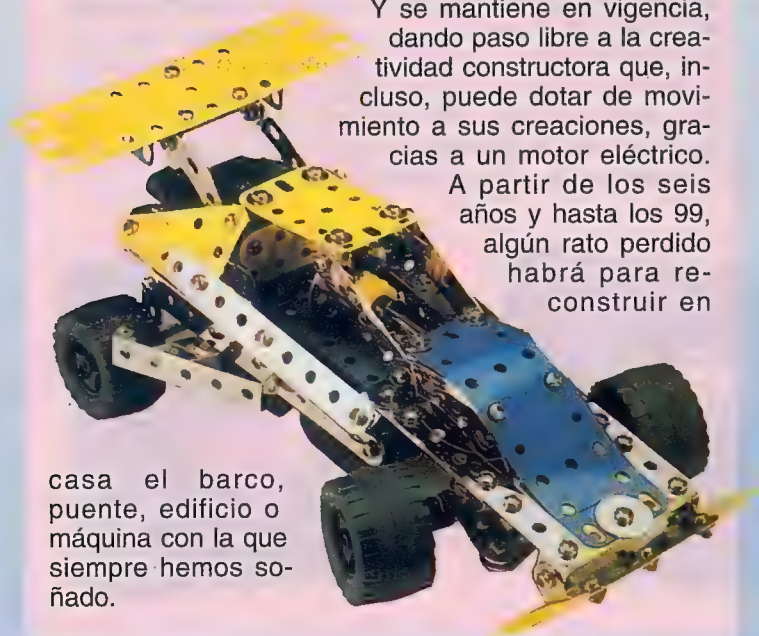 Y se mantiene en vigencia,
dando paso libre a la crea-
tividad constructora que, in-
cluso, puede dotar de movi-
miento a sus creaciones, gra-
cias a un motor eléctrico.
A partir de los seis
años y hasta los 99,
algún rato perdido
habrá para re-
construir en
casa el barco,
puente, edificio o
máquina con la que
siempre hemos so-
ñado.